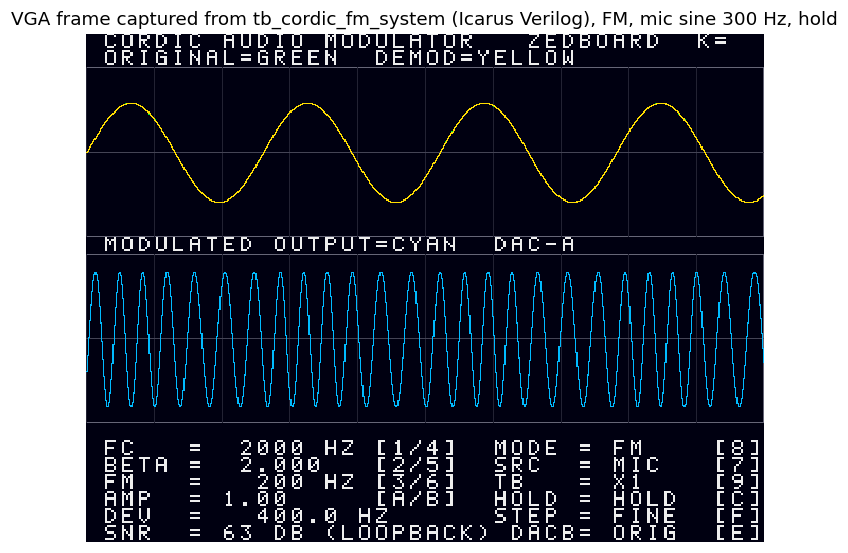 VGA frame captured from tb_cordic_fm_system (Icarus Verilog), FM, mic sine 300 Hz, hold
CORDIC AUDIO MODULATOR ZEDBOARD K=
ORIGINAL=GREEN DEMOD=YELLOW
MODULATED OUTPUT=CYAN DAC-A
FC = 2000 HZ [1/4] MODE = FM [8]
BETA = 2.000 [2/5] SRC = MIC [7]
FM = 200 HZ [3/6] TB = X1 [9]
AMP = 1.00 [A/B] HOLD = HOLD [C]
DEV = 400.0 HZ STEP = FINE [F]
SNR = 63 DB (LOOPBACK) DACB= ORIG [E]